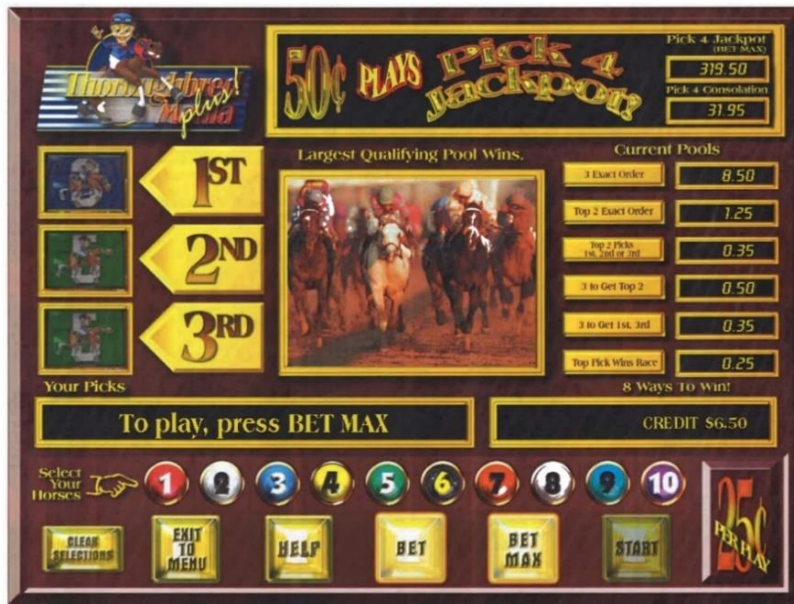 Thoroughbred
Mania
plus!
50¢ PLAYS
Pick 4
Jackpot!
Pick 4 Jackpot
(BET MAX)
319.50
Pick 4 Consolation
31.95
1ST
2ND
3RD
Your Picks
Largest Qualifying Pool Wins.
Current Pools
3 Exact Order 8.50
Top 2 Exact Order 1.25
Top 2 Picks
1st, 2nd or 3rd 0.35
3 to Get Top 2 0.50
3 to Get 1st, 3rd 0.35
Top Pick Wins Race 0.25
8 Ways To Win!
To play, press BET MAX
CREDIT $6.50
Select
Your
Horses
1 2 3 4 5 6 7 8 9 10
CLEAR
SELECTIONS
EXIT
TO
MENU
HELP
BET
BET
MAX
START
25¢
PER PLAY